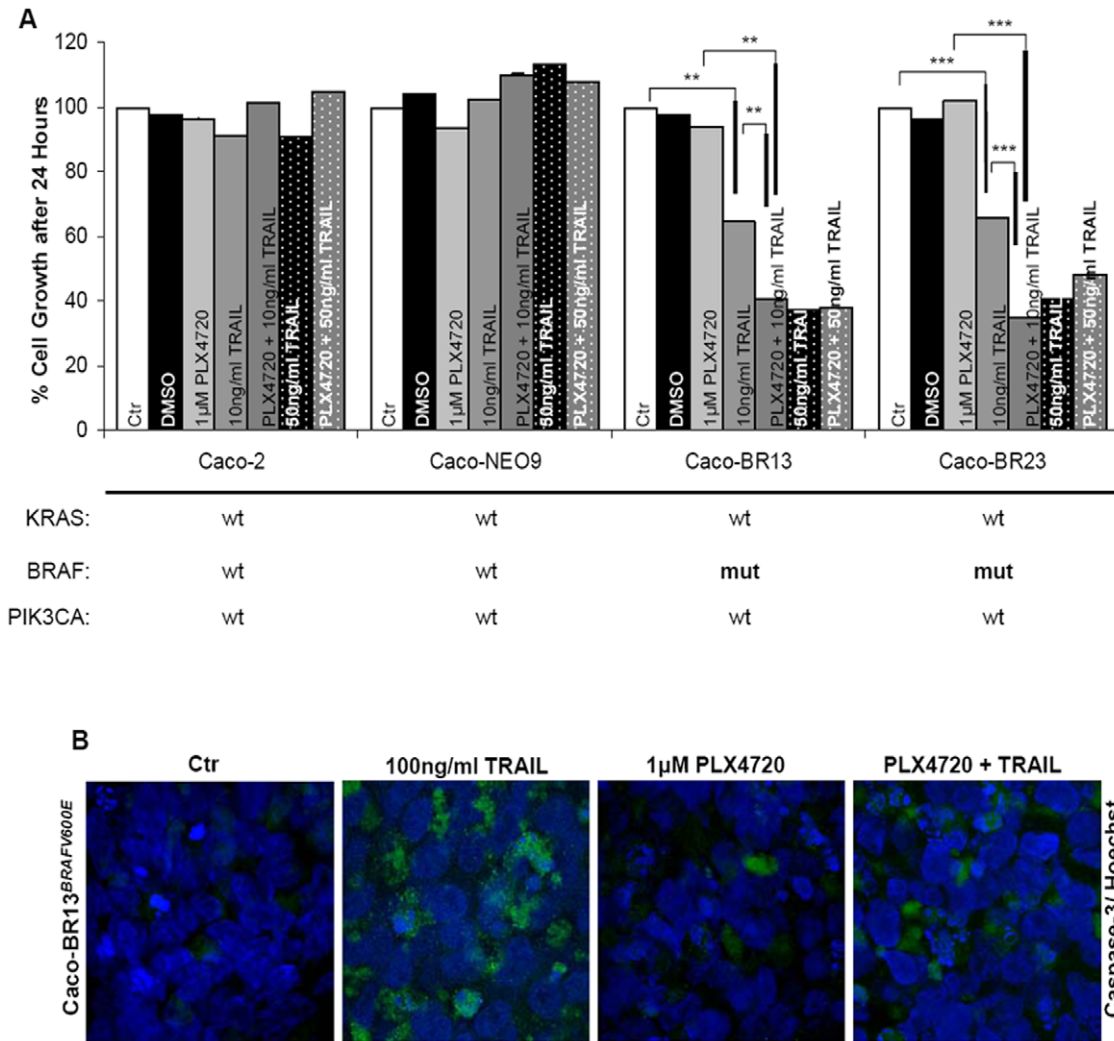 A
% Cell Growth after 24 Hours
120
100
80
60
40
20
0
Ctr
DMSO
1µM PLX4720
10ng/ml TRAIL
PLX4720 + 10ng/ml TRAIL
50ng/ml TRAIL
PLX4720 + 50ng/ml TRAIL
Ctr
DMSO
1µM PLX4720
10ng/ml TRAIL
PLX4720 + 10ng/ml TRAIL
50ng/ml TRAIL
PLX4720 + 50ng/ml TRAIL
**
**
**
Ctr
DMSO
1µM PLX4720
10ng/ml TRAIL
PLX4720 + 10ng/ml TRAIL
50ng/ml TRAIL
PLX4720 + 50ng/ml TRAIL
***
***
***
Ctr
DMSO
1µM PLX4720
10ng/ml TRAIL
PLX4720 + 10ng/ml TRAIL
50ng/ml TRAIL
PLX4720 + 50ng/ml TRAIL
Caco-2 Caco-NEO9 Caco-BR13 Caco-BR23
KRAS: wt wt wt wt
BRAF: wt wt mut mut
PIK3CA: wt wt wt wt
B
Ctr 100ng/ml TRAIL 1µM PLX4720 PLX4720 + TRAIL
Caco-BR13BRAFV600E
Caspase-3/ Hoechst